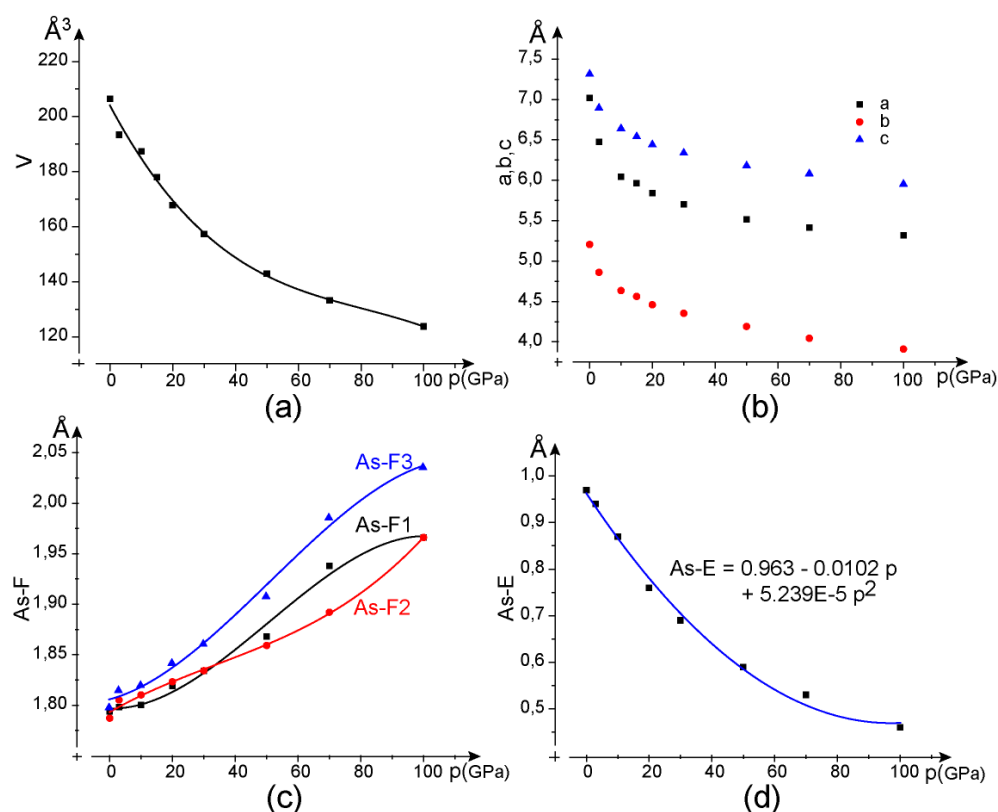 Å³
220
200
180
160
140
120
V
0 20 40 60 80 100 p(GPa)
(a)
Å
7,5
7,0
6,5
6,0
5,5
5,0
4,5
4,0
a,b,c
a
b
c
0 20 40 60 80 100 p(GPa)
(b)
Å
2,05
2,00
1,95
1,90
1,85
1,80
As-F
As-F3
As-F1
As-F2
0 20 40 60 80 100 p(GPa)
(c)
Å
1,0
0,9
0,8
0,7
0,6
0,5
As-E
As-E = 0.963 - 0.0102 p
+ 5.239E-5 p²
0 20 40 60 80 100 p(GPa)
(d)